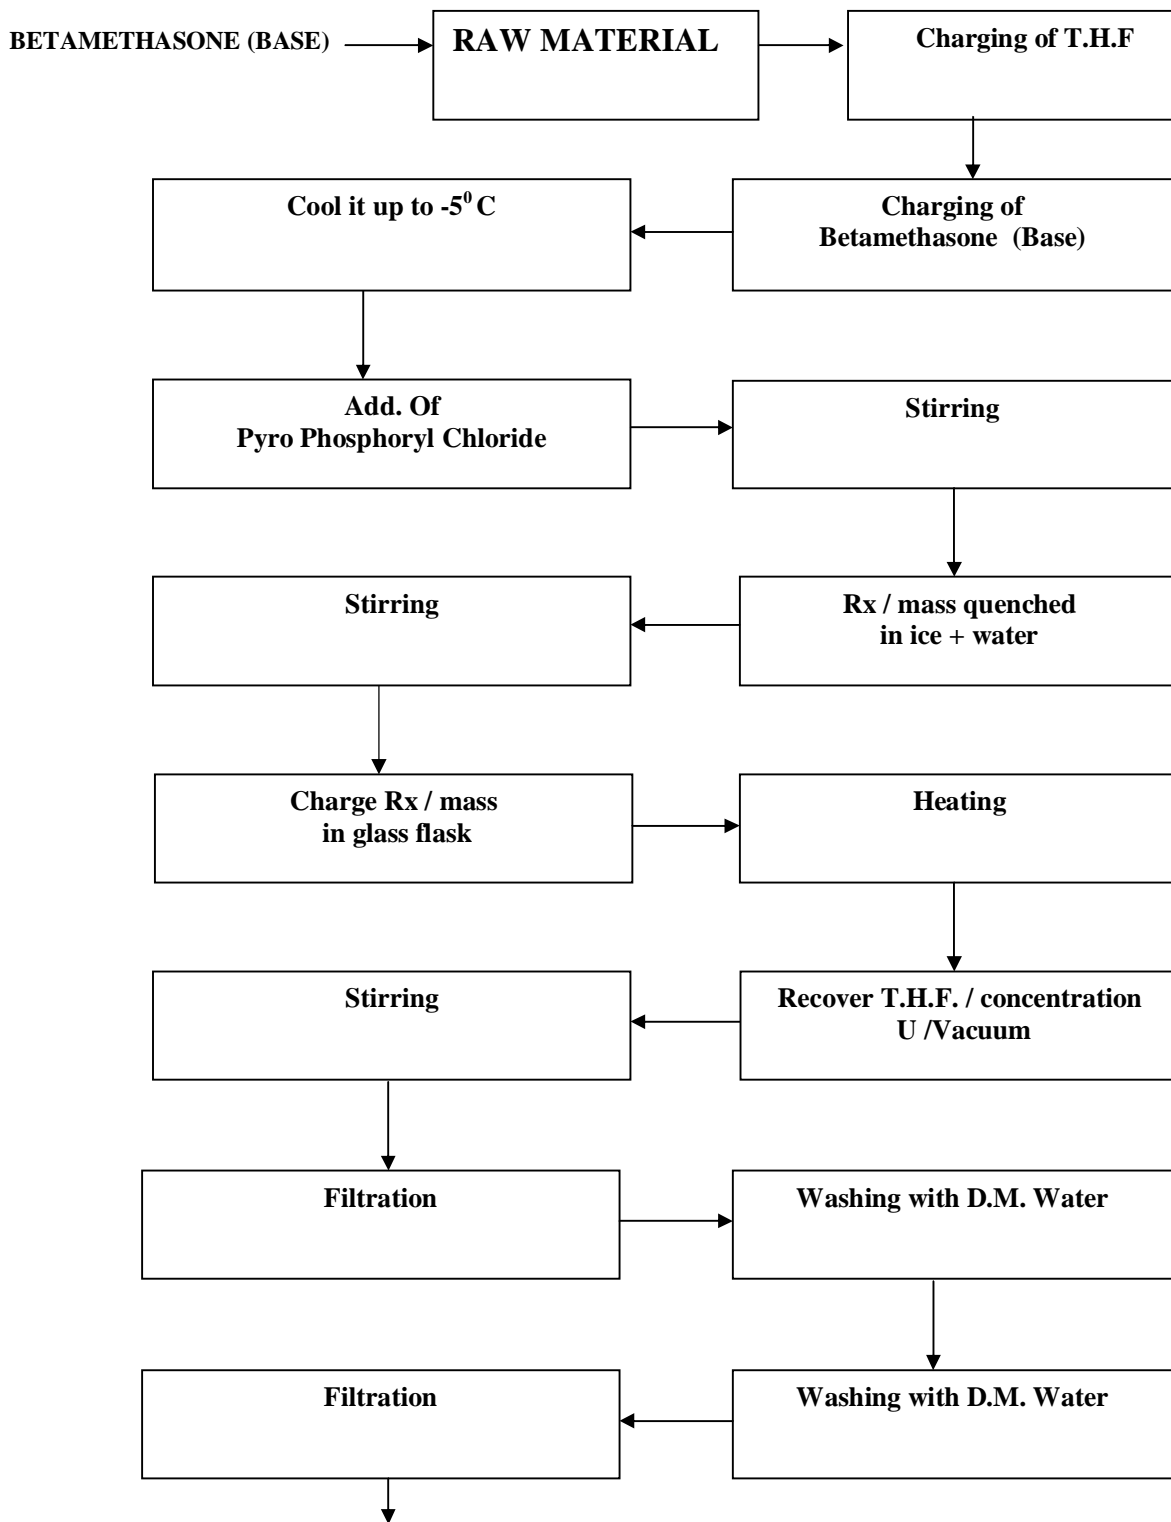 BETAMETHASONE (BASE)
RAW MATERIAL
Charging of T.H.F
Charging of
Betamethasone (Base)
Cool it up to -5⁰ C
Add. Of
Pyro Phosphoryl Chloride
Stirring
Rx / mass quenched
in ice + water
Stirring
Charge Rx / mass
in glass flask
Heating
Recover T.H.F. / concentration
U /Vacuum
Stirring
Filtration
Washing with D.M. Water
Washing with D.M. Water
Filtration